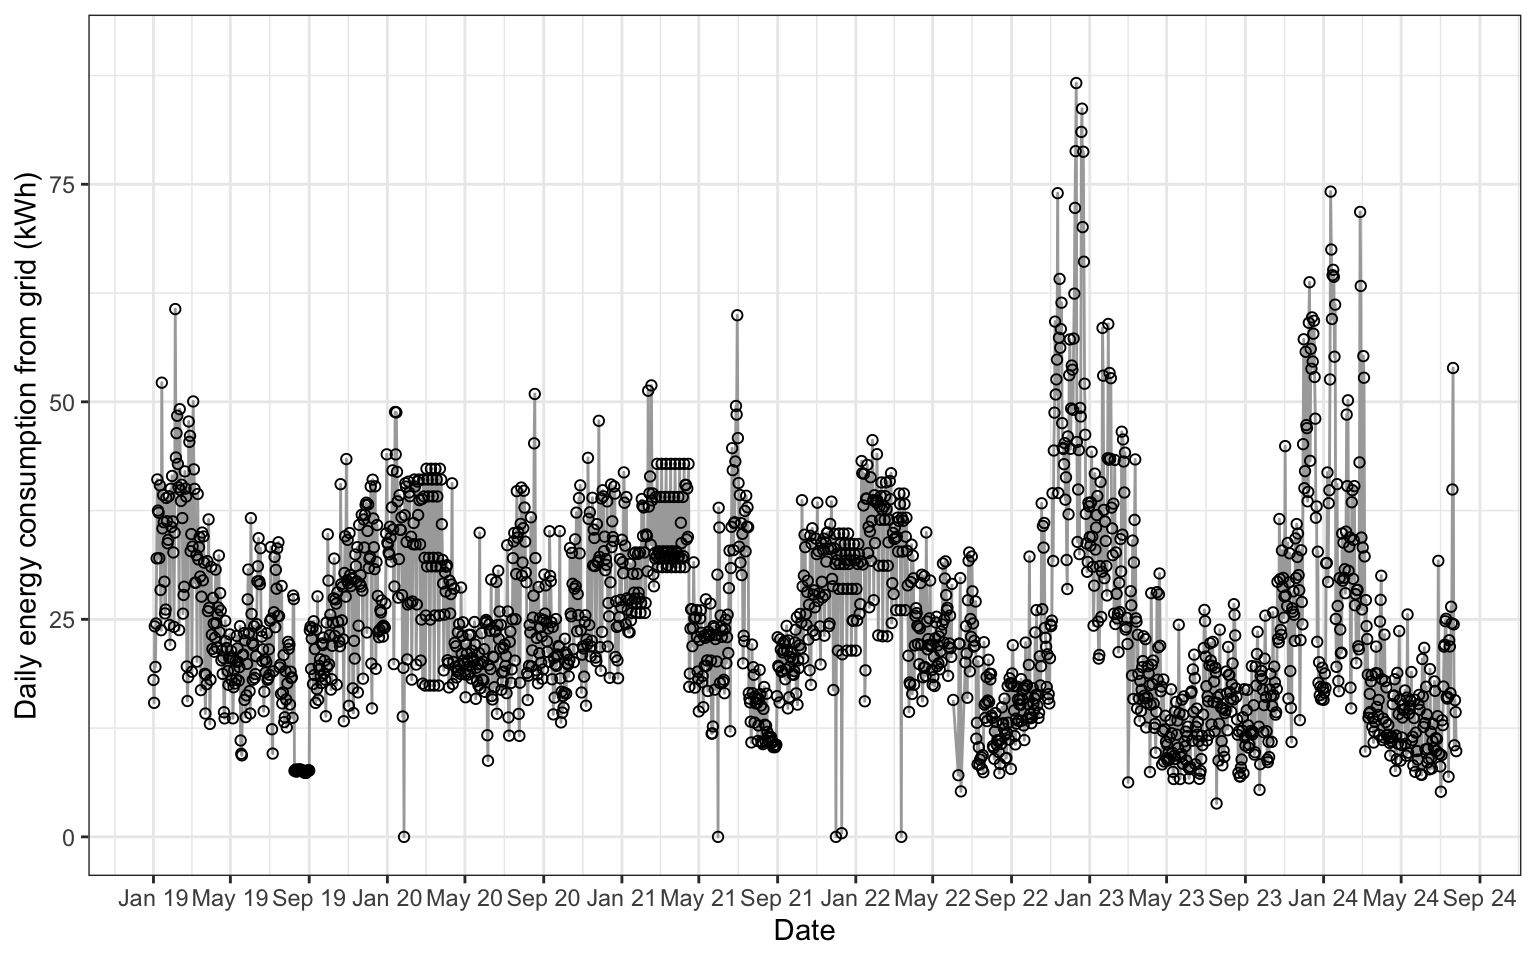 Daily energy consumption from grid (kWh)
75
50
25
0
Jan 19 May 19 Sep 19 Jan 20 May 20 Sep 20 Jan 21 May 21 Sep 21 Jan 22 May 22 Sep 22 Jan 23 May 23 Sep 23 Jan 24 May 24 Sep 24
Date